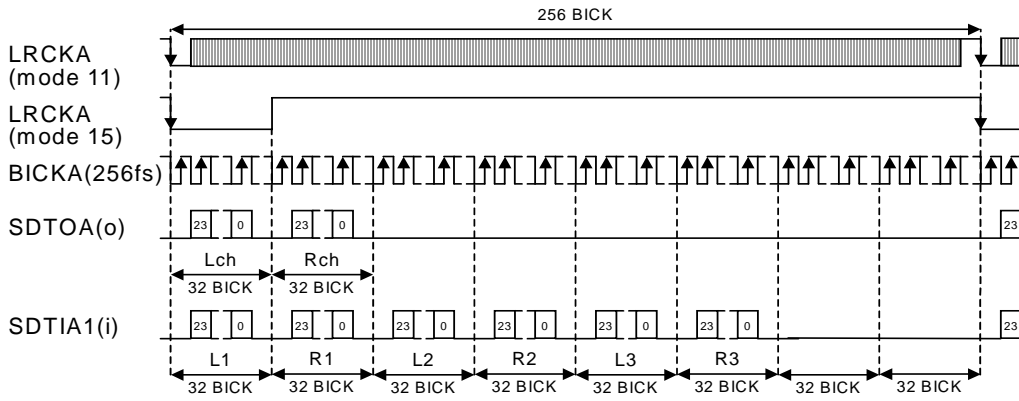 256 BICK
LRCKA
(mode 11)
LRCKA
(mode 15)
BICKA(256fs)
SDTOA(o)
23 0 23 0 23
Lch Rch
32 BICK 32 BICK
SDTIA1(i)
23 0 23 0 23 0 23 0 23 0 23 0 23
L1 R1 L2 R2 L3 R3
32 BICK 32 BICK 32 BICK 32 BICK 32 BICK 32 BICK 32 BICK 32 BICK